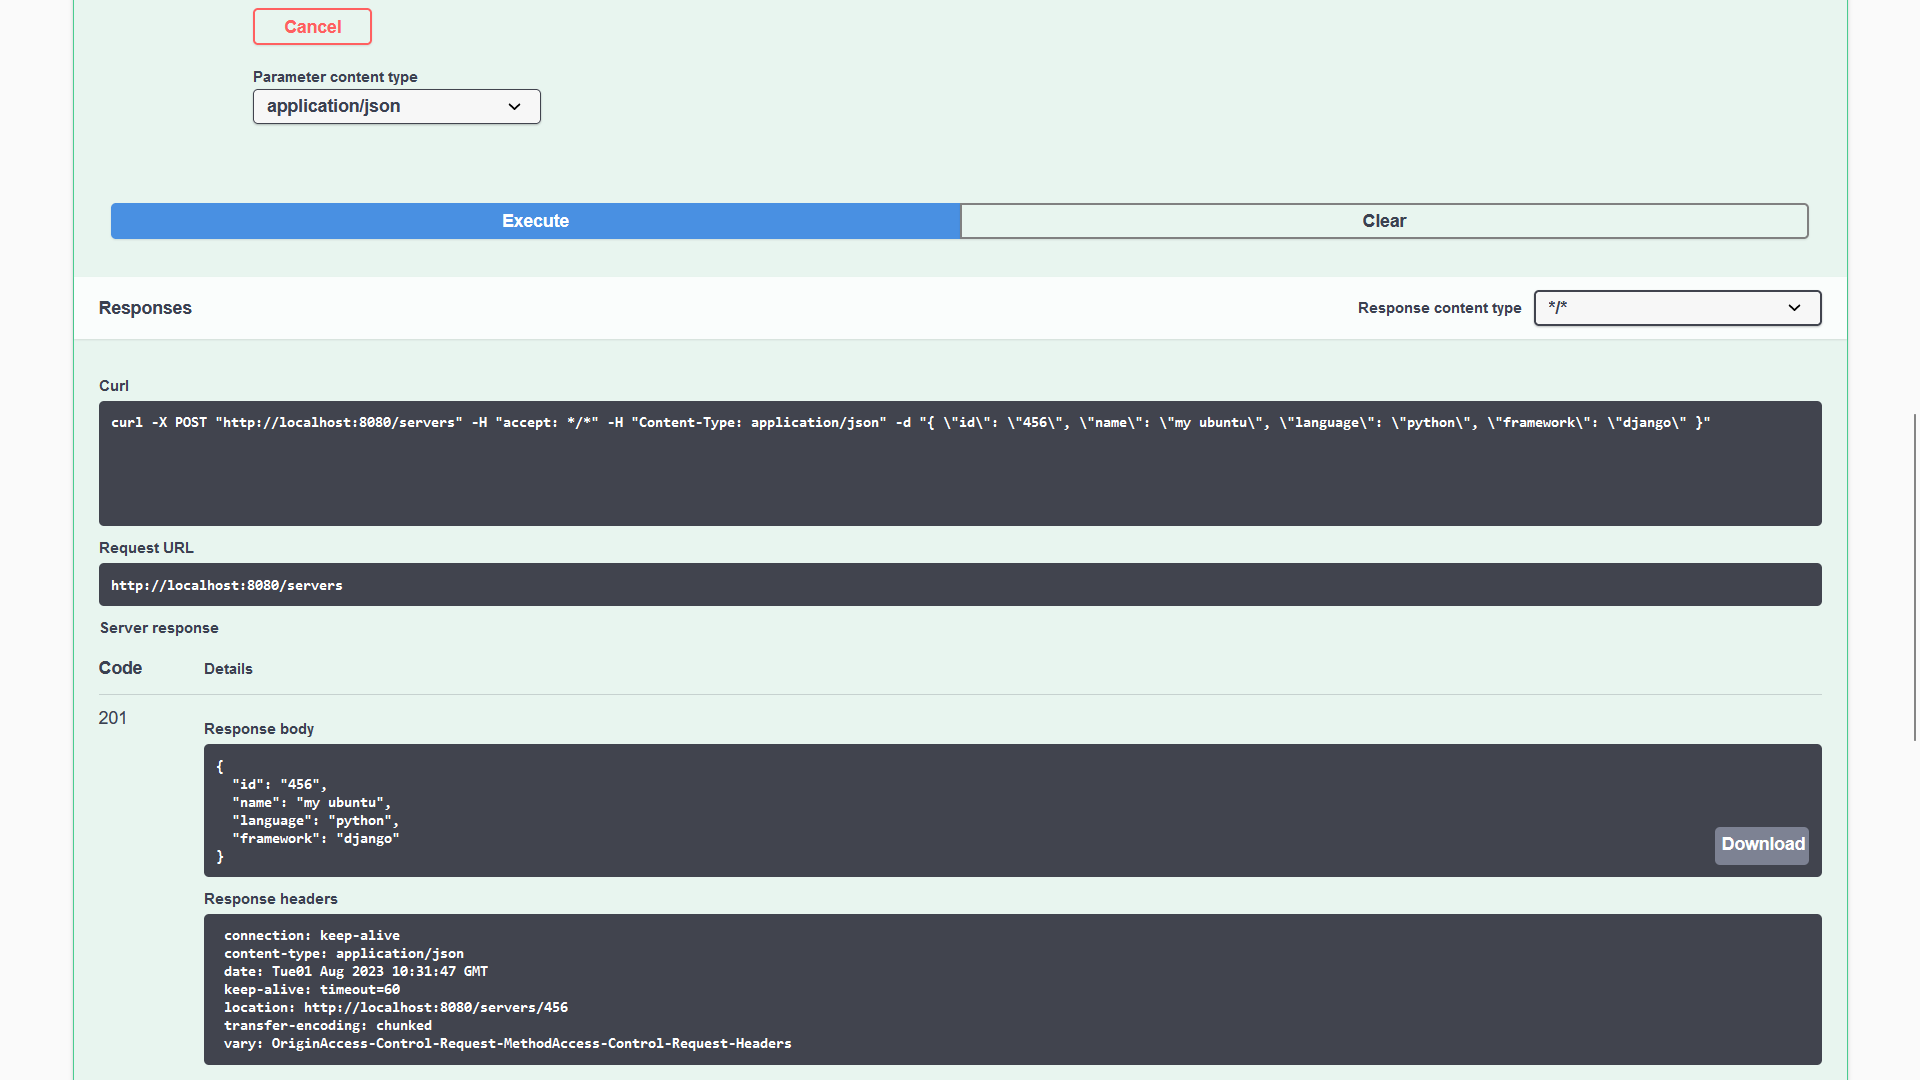 Cancel
Parameter content type
application/json
Execute
Clear
Responses
Response content type
*/*
Curl
curl -X POST "http://localhost:8080/servers" -H "accept: */*" -H "Content-Type: application/json" -d "{ \"id\": \"456\", \"name\": \"my ubuntu\", \"language\": \"python\", \"framework\": \"django\" }"
Request URL
http://localhost:8080/servers
Server response
Code
Details
201
Response body
{
  "id": "456",
  "name": "my ubuntu",
  "language": "python",
  "framework": "django"
}
Download
Response headers
connection: keep-alive
content-type: application/json
date: Tue01 Aug 2023 10:31:47 GMT
keep-alive: timeout=60
location: http://localhost:8080/servers/456
transfer-encoding: chunked
vary: OriginAccess-Control-Request-MethodAccess-Control-Request-Headers